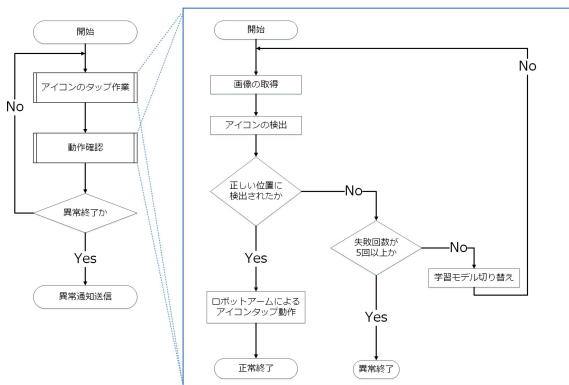 開始
アイコンのタップ作業
No
動作確認
異常終了か
Yes
異常通知送信
開始
No
画像の取得
アイコンの検出
正しい位置に
検出されたか
No
失敗回数が
5回以上か
No
学習モデル切り替え
Yes
ロボットアームによる
アイコンタップ動作
Yes
正常終了
異常終了